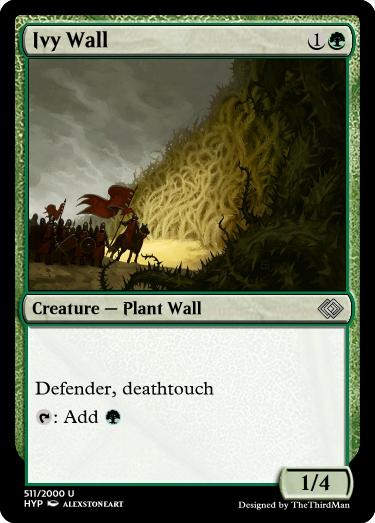 Ivy Wall 1
Creature — Plant Wall
Defender, deathtouch
: Add
1/4
511/2000 U
HYP ALEXSTONEART
Designed by TheThirdMan